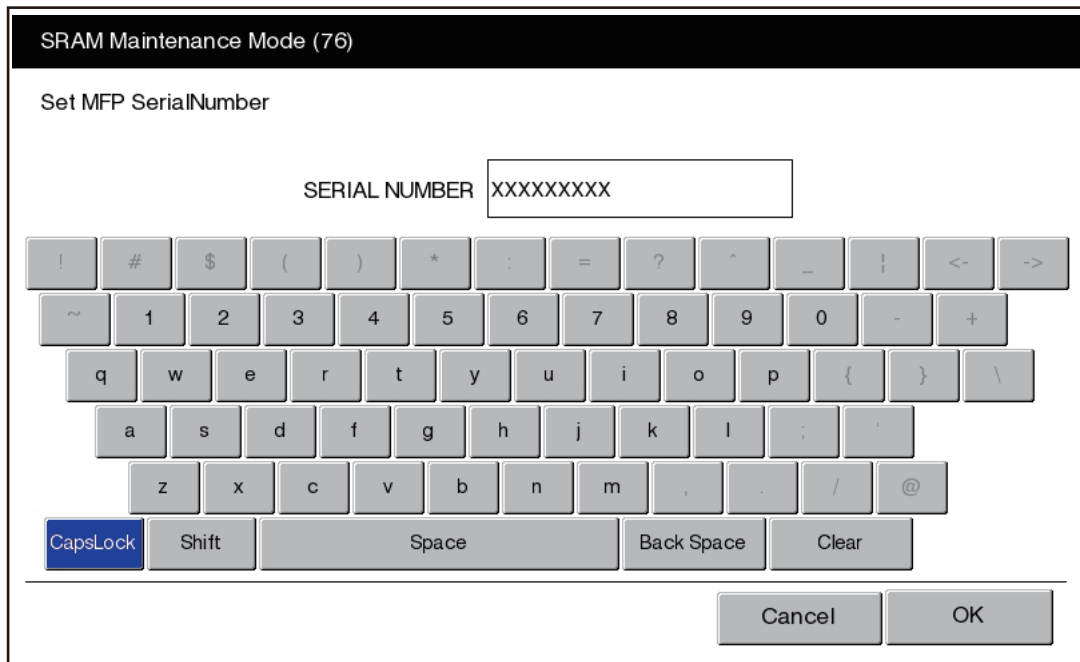 SRAM Maintenance Mode (76)
Set MFP SerialNumber
SERIAL NUMBER XXXXXXXXX
! # $ ( ) * : = ? ^ _ ¦ <- ->
~ 1 2 3 4 5 6 7 8 9 0 - +
q w e r t y u i o p { } \
a s d f g h j k l ; ‘
z x c v b n m , . / @
CapsLock Shift Space Back Space Clear
Cancel OK